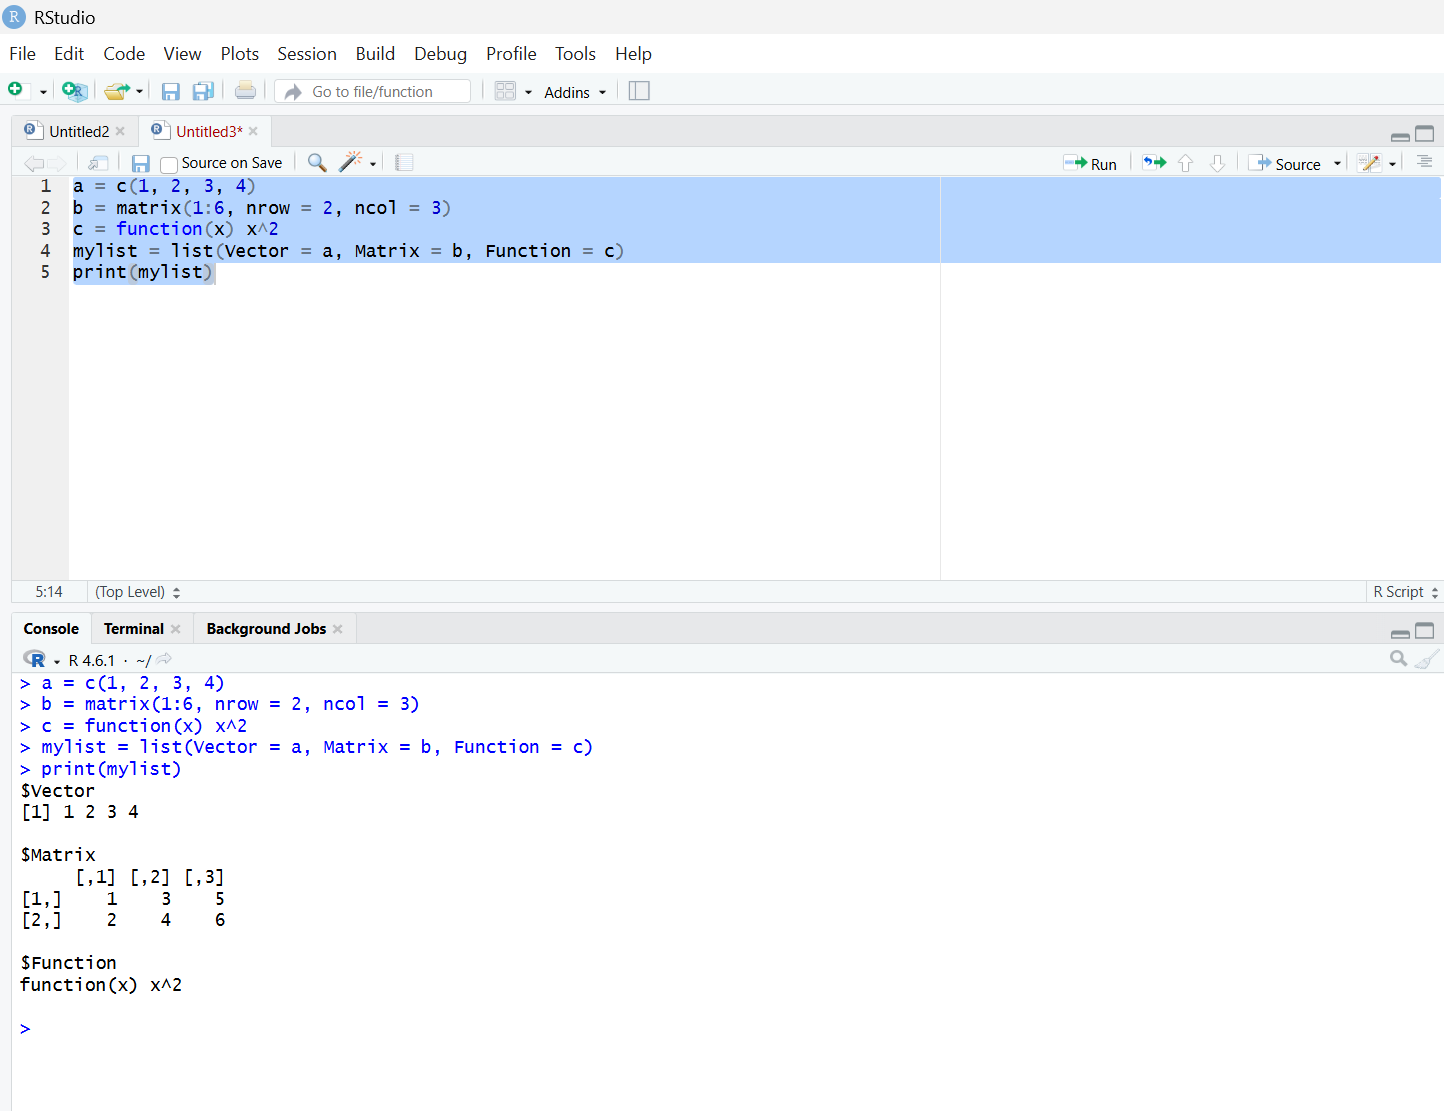 RStudio
File Edit Code View Plots Session Build Debug Profile Tools Help
Go to file/function Addins
Untitled2 Untitled3*
Source on Save Run Source
1 a = c(1, 2, 3, 4)
2 b = matrix(1:6, nrow = 2, ncol = 3)
3 c = function(x) x^2
4 mylist = list(Vector = a, Matrix = b, Function = c)
5 print(mylist)
5:14 (Top Level) R Script
Console Terminal Background Jobs
R 4.6.1 · ~/
> a = c(1, 2, 3, 4)
> b = matrix(1:6, nrow = 2, ncol = 3)
> c = function(x) x^2
> mylist = list(Vector = a, Matrix = b, Function = c)
> print(mylist)
$Vector
[1] 1 2 3 4
$Matrix
     [,1] [,2] [,3]
[1,]    1    3    5
[2,]    2    4    6
$Function
function(x) x^2
>